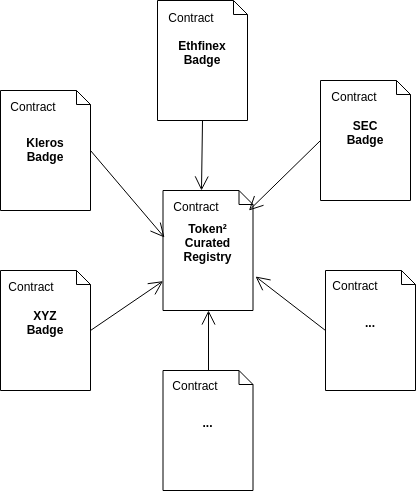 Contract
Ethfinex
Badge
Contract
Kleros
Badge
Contract
SEC
Badge
Contract
Token²
Curated
Registry
Contract
XYZ
Badge
Contract
...
Contract
...